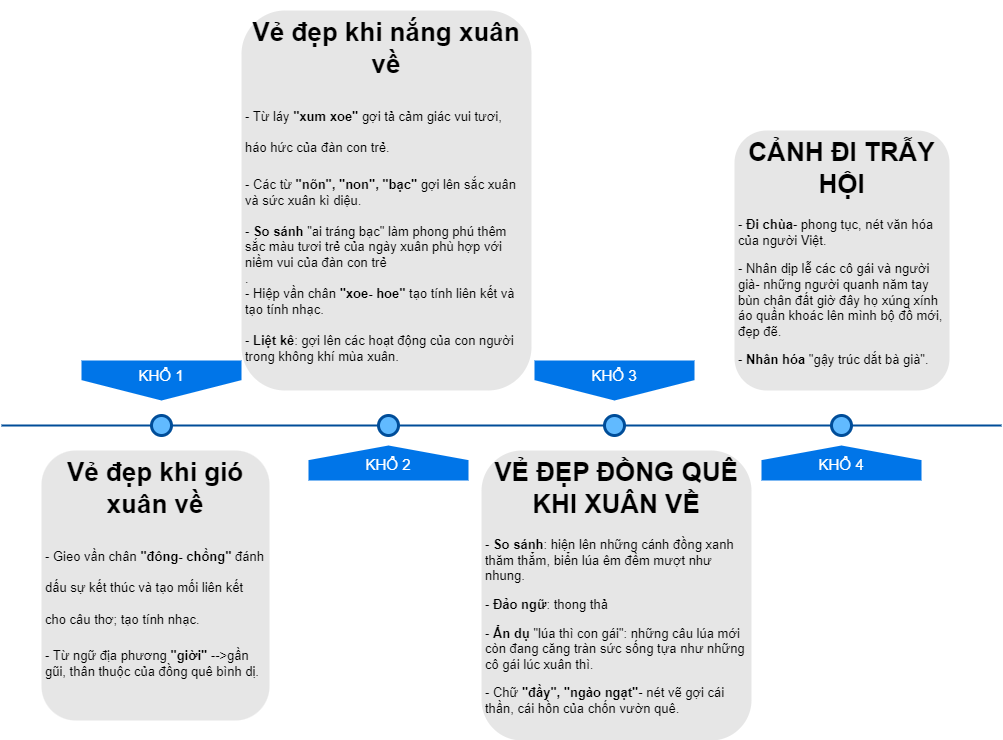 Vẻ đẹp khi nắng xuân
về
- Từ láy "xum xoe" gợi tả cảm giác vui tươi,
háo hức của đàn con trẻ.
- Các từ "nõn", "non", "bạc" gợi lên sắc xuân
và sức xuân kì diệu.
- So sánh "ai tráng bạc" làm phong phú thêm
sắc màu tươi trẻ của ngày xuân phù hợp với
niềm vui của đàn con trẻ
.
- Hiệp vần chân "xoe- hoe" tạo tính liên kết và
tạo tính nhạc.
- Liệt kê: gợi lên các hoạt động của con người
trong không khí mùa xuân.
CẢNH ĐI TRẨY
HỘI
- Đi chùa- phong tục, nét văn hóa
của người Việt.
- Nhân dịp lễ các cô gái và người
già- những người quanh năm tay
bùn chân đất giờ đây họ xúng xính
áo quần khoác lên mình bộ đồ mới,
đẹp đẽ.
- Nhân hóa "gậy trúc dắt bà già".
KHỔ 1
KHỔ 3
KHỔ 2
KHỔ 4
Vẻ đẹp khi gió
xuân về
- Gieo vần chân "đông- chồng" đánh
dấu sự kết thúc và tạo mối liên kết
cho câu thơ; tạo tính nhạc.
- Từ ngữ địa phương "giời" -->gần
gũi, thân thuộc của đồng quê bình dị.
VẺ ĐẸP ĐỒNG QUÊ
KHI XUÂN VỀ
- So sánh: hiện lên những cánh đồng xanh
thăm thẳm, biển lúa êm đềm mượt như
nhung.
- Đảo ngữ: thong thả
- Ẩn dụ "lúa thì con gái": những câu lúa mới
còn đang căng tràn sức sống tựa như những
cô gái lúc xuân thì.
- Chữ "đầy", "ngào ngạt"- nét vẽ gợi cái
thần, cái hồn của chốn vườn quê.